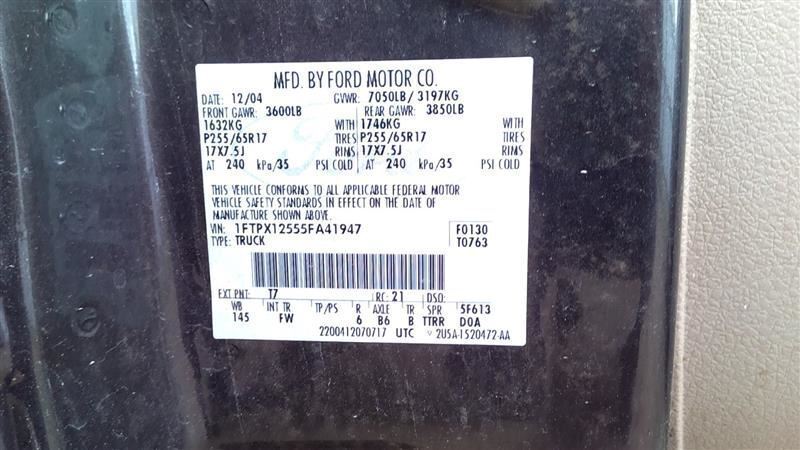 MFD. BY FORD MOTOR CO.
DATE: 12/04 GVWR: 7050LB/ 3197KG
FRONT GAWR: 3600LB REAR GAWR: 3850LB
1632KG WITH 1746KG WITH
P255/65R17 TIRES P255/65R17 TIRES
17X7.5J RIMS 17X7.5J RIMS
AT 240 kPa/35 PSI COLD AT 240 kPa/35 PSI COLD
THIS VEHICLE CONFORMS TO ALL APPLICABLE FEDERAL MOTOR
VEHICLE SAFETY STANDARDS IN EFFECT ON THE DATE OF
MANUFACTURE SHOWN ABOVE.
VIN: 1FTPX12555FA41947 F0130
TYPE: TRUCK T0763
EXT PNT: T7 RC: 21 DSO:
WB INT TR TP/PS R AXLE TR SPR 5F613
145 FW 6 B6 B TTRR DOA
2200412070717 UTC 2U5A-1520472-AA